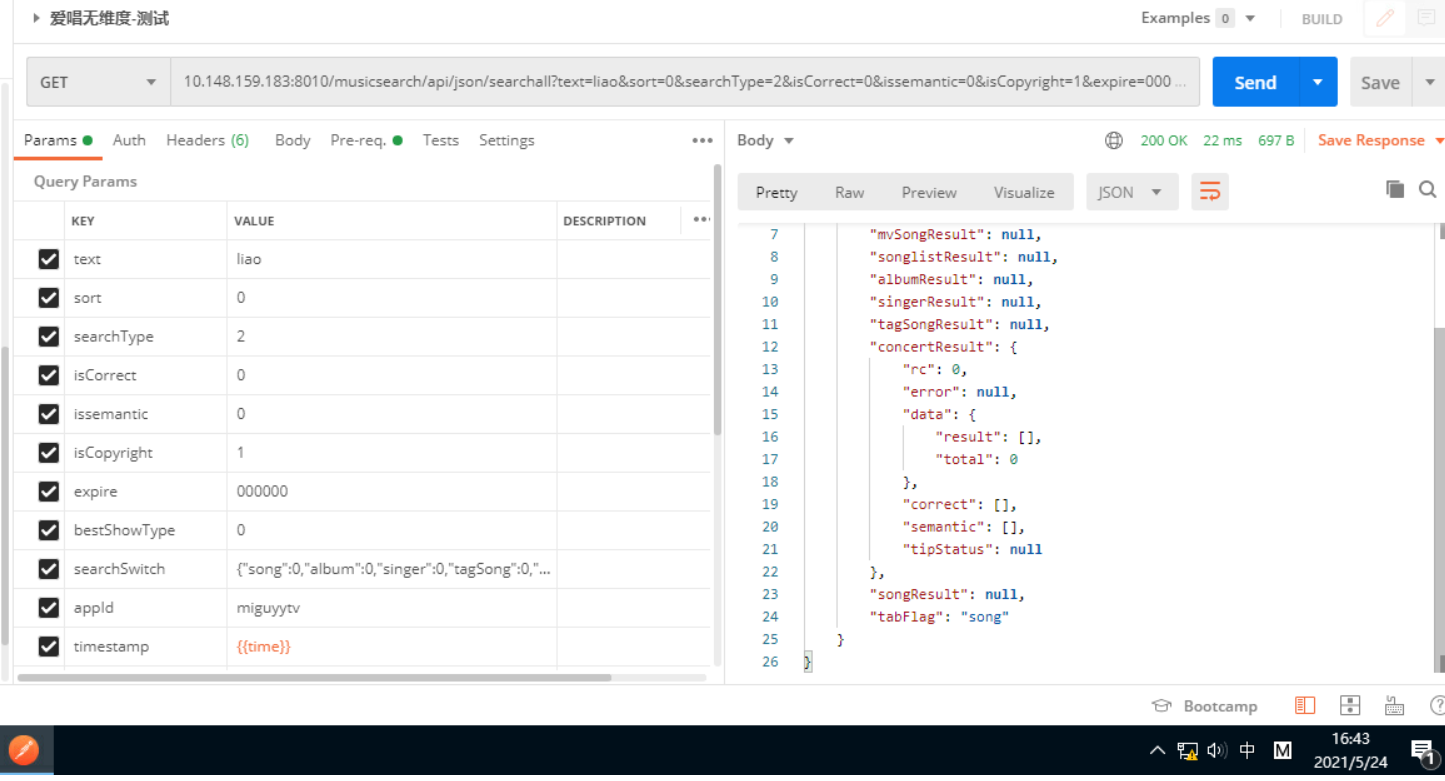 爱唱无维度-测试
Examples 0 BUILD
GET 10.148.159.183:8010/musicsearch/api/json/searchall?text=liao&sort=0&searchType=2&isCorrect=0&issemantic=0&isCopyright=1&expire=000 ... Send Save
Params Auth Headers (6) Body Pre-req. Tests Settings
Query Params
KEY VALUE DESCRIPTION
text liao
sort 0
searchType 2
isCorrect 0
issemantic 0
isCopyright 1
expire 000000
bestShowType 0
searchSwitch {"song":0,"album":0,"singer":0,"tagSong":0,"...
appId miguyytv
timestamp {{time}}
Body 200 OK 22 ms 697 B Save Response
Pretty Raw Preview Visualize JSON
7 "mvSongResult": null,
8 "songlistResult": null,
9 "albumResult": null,
10 "singerResult": null,
11 "tagSongResult": null,
12 "concertResult": {
13 "rc": 0,
14 "error": null,
15 "data": {
16 "result": [],
17 "total": 0
18 },
19 "correct": [],
20 "semantic": [],
21 "tipStatus": null
22 },
23 "songResult": null,
24 "tabFlag": "song"
25 }
26 }
Bootcamp
中 M 16:43
2021/5/24 1